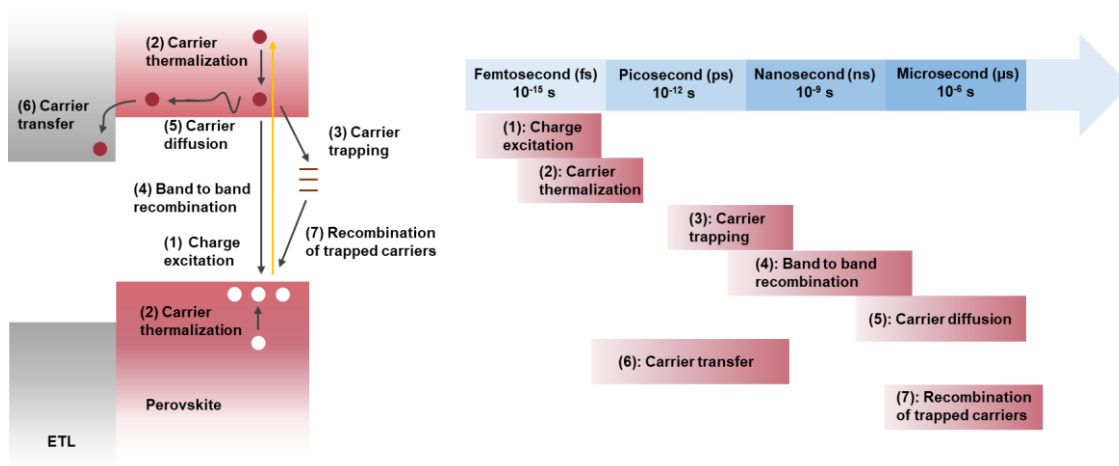 (2) Carrier
thermalization
(6) Carrier
transfer
(5) Carrier
diffusion
(3) Carrier
trapping
(4) Band to band
recombination
(7) Recombination
of trapped carriers
(1) Charge
excitation
(2) Carrier
thermalization
Perovskite
ETL
Femtosecond (fs)
10⁻¹⁵ s
Picosecond (ps)
10⁻¹² s
Nanosecond (ns)
10⁻⁹ s
Microsecond (μs)
10⁻⁶ s
(1): Charge
excitation
(2): Carrier
thermalization
(3): Carrier
trapping
(4): Band to band
recombination
(5): Carrier diffusion
(6): Carrier transfer
(7): Recombination
of trapped carriers